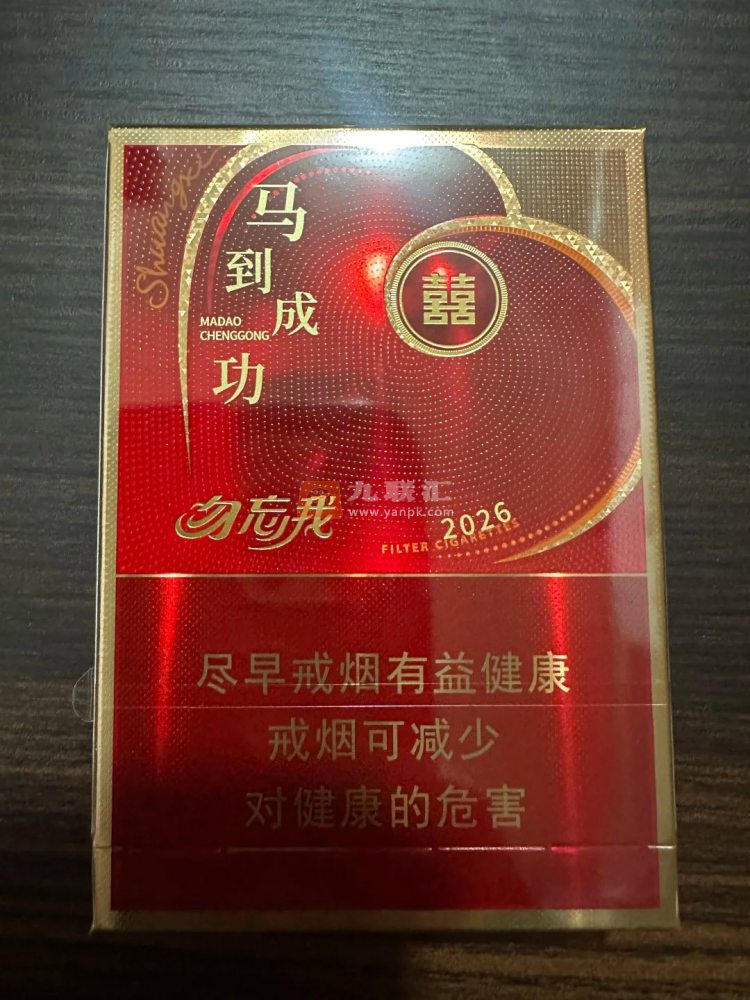 Shuangxi
马到成功
MADAO
CHENGGONG
囍
勿忘我
九联汇
www.yanpk.com
2026
FILTER CIGARETTES
尽早戒烟有益健康
戒烟可减少
对健康的危害